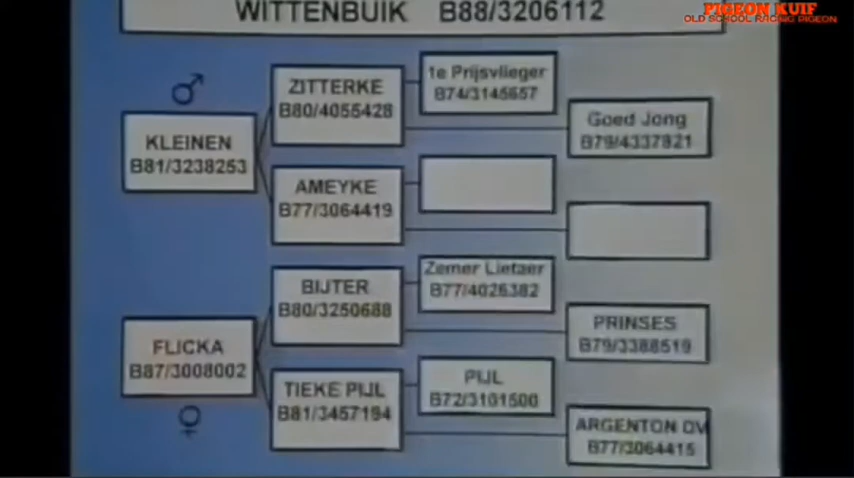 WITTENBUIK B88/3206112
PIGEON KUIF
OLD SCHOOL RACING PIGEON
♂
KLEINEN
B81/3238253
ZITTERKE
B80/4055428
1e Prijsvlieger
B74/3145657
Goed Jong
B79/4337821
AMEYKE
B77/3064419
BIJTER
B80/3250688
Zomer Lietaer
B77/4026382
PRINSES
B79/3388519
FLICKA
B87/3008002
♀
TIEKE PIJL
B81/3457194
PIJL
B72/3101500
ARGENTON DV
B77/3064415